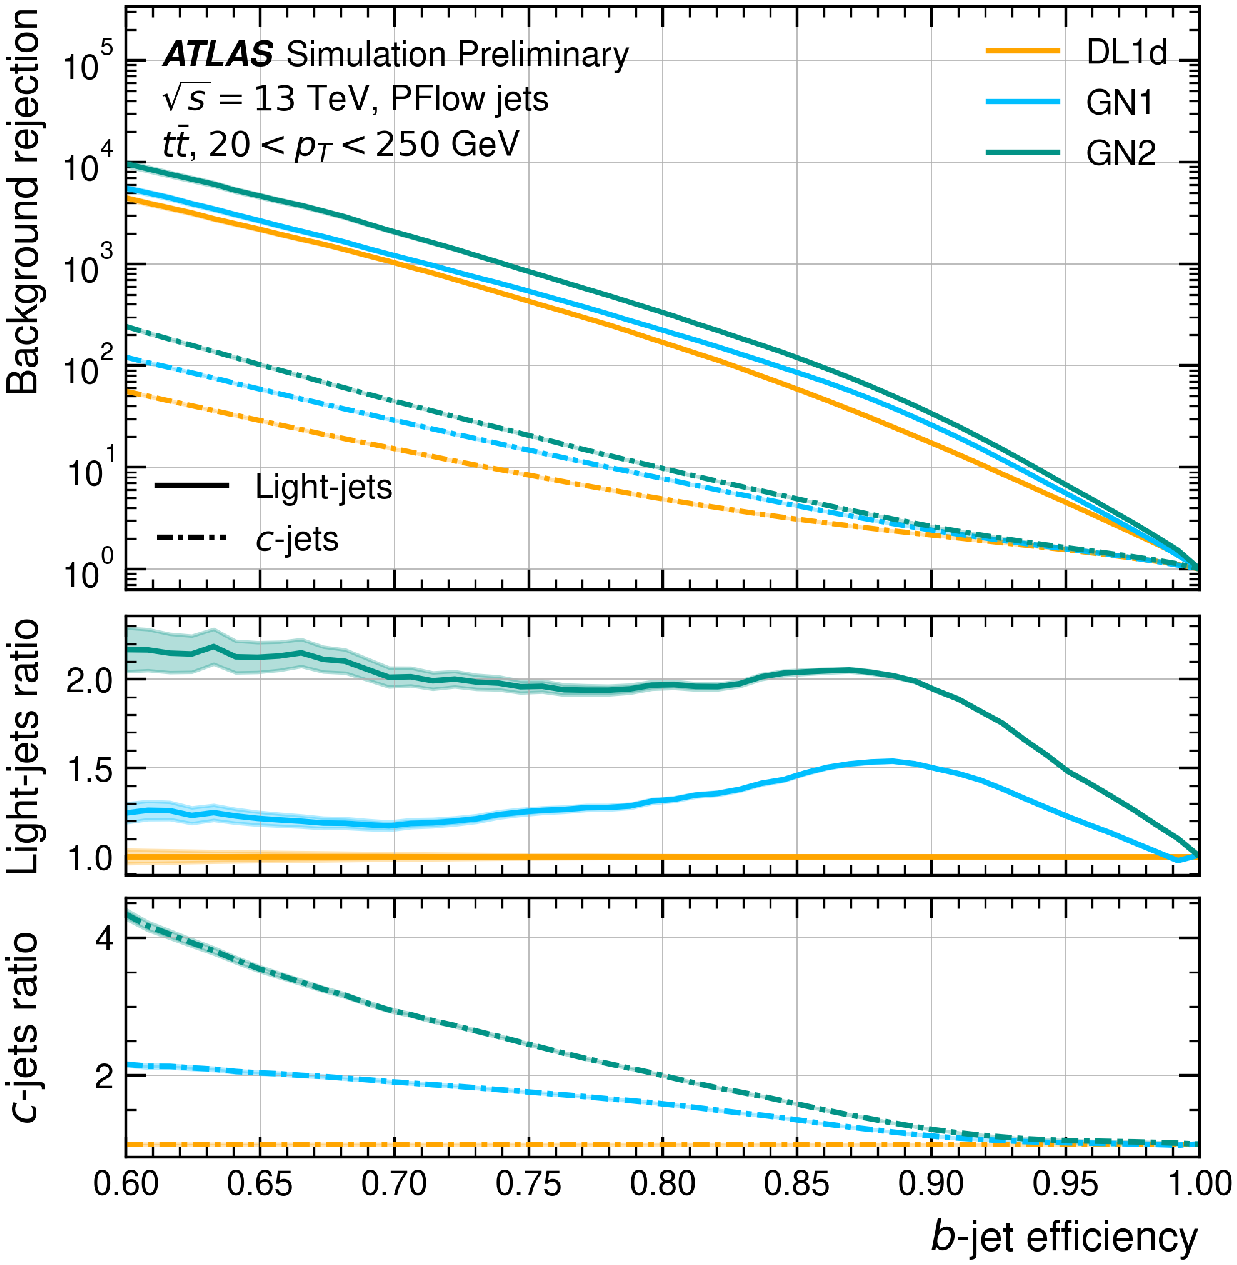 Background rejection
10^5
10^4
10^3
10^2
10^1
10^0
ATLAS Simulation Preliminary
√s = 13 TeV, PFlow jets
tt̄, 20 < p_T < 250 GeV
DL1d
GN1
GN2
Light-jets
c-jets
Light-jets ratio
2.0
1.5
1.0
c-jets ratio
4
2
0.60 0.65 0.70 0.75 0.80 0.85 0.90 0.95 1.00
b-jet efficiency